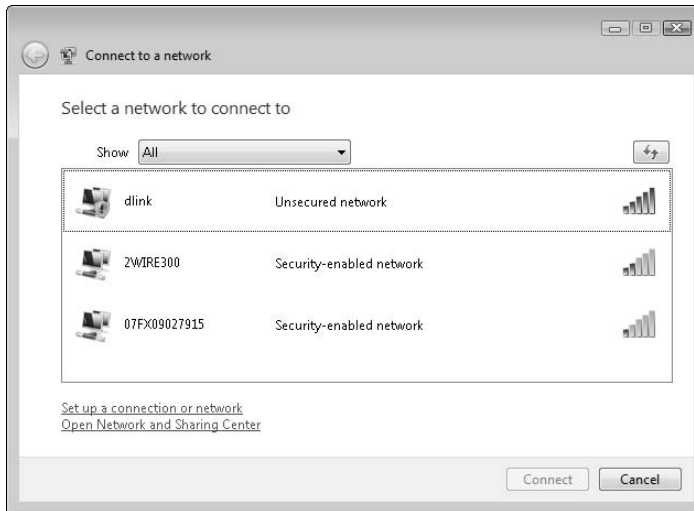 Connect to a network
Select a network to connect to
Show All
dlink Unsecured network
2WIRE300 Security-enabled network
07FX09027915 Security-enabled network
Set up a connection or network
Open Network and Sharing Center
Connect Cancel